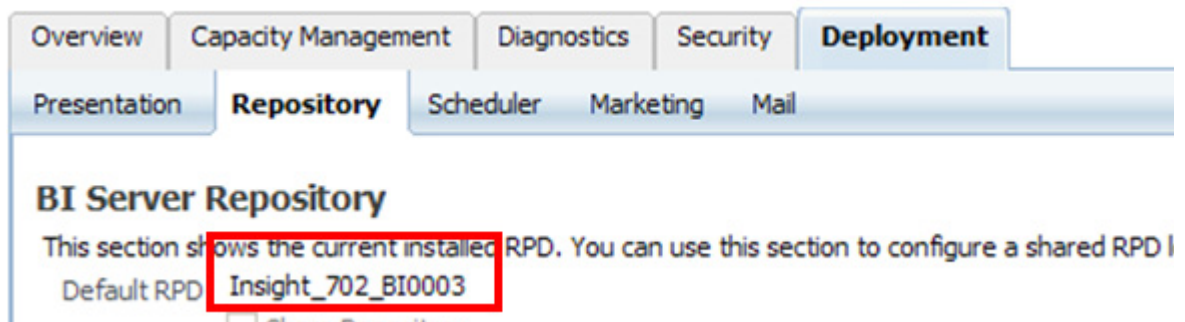 Overview Capacity Management Diagnostics Security Deployment
Presentation Repository Scheduler Marketing Mail
BI Server Repository
This section shows the current installed RPD. You can use this section to configure a shared RPD
Default RPD Insight_702_BI0003